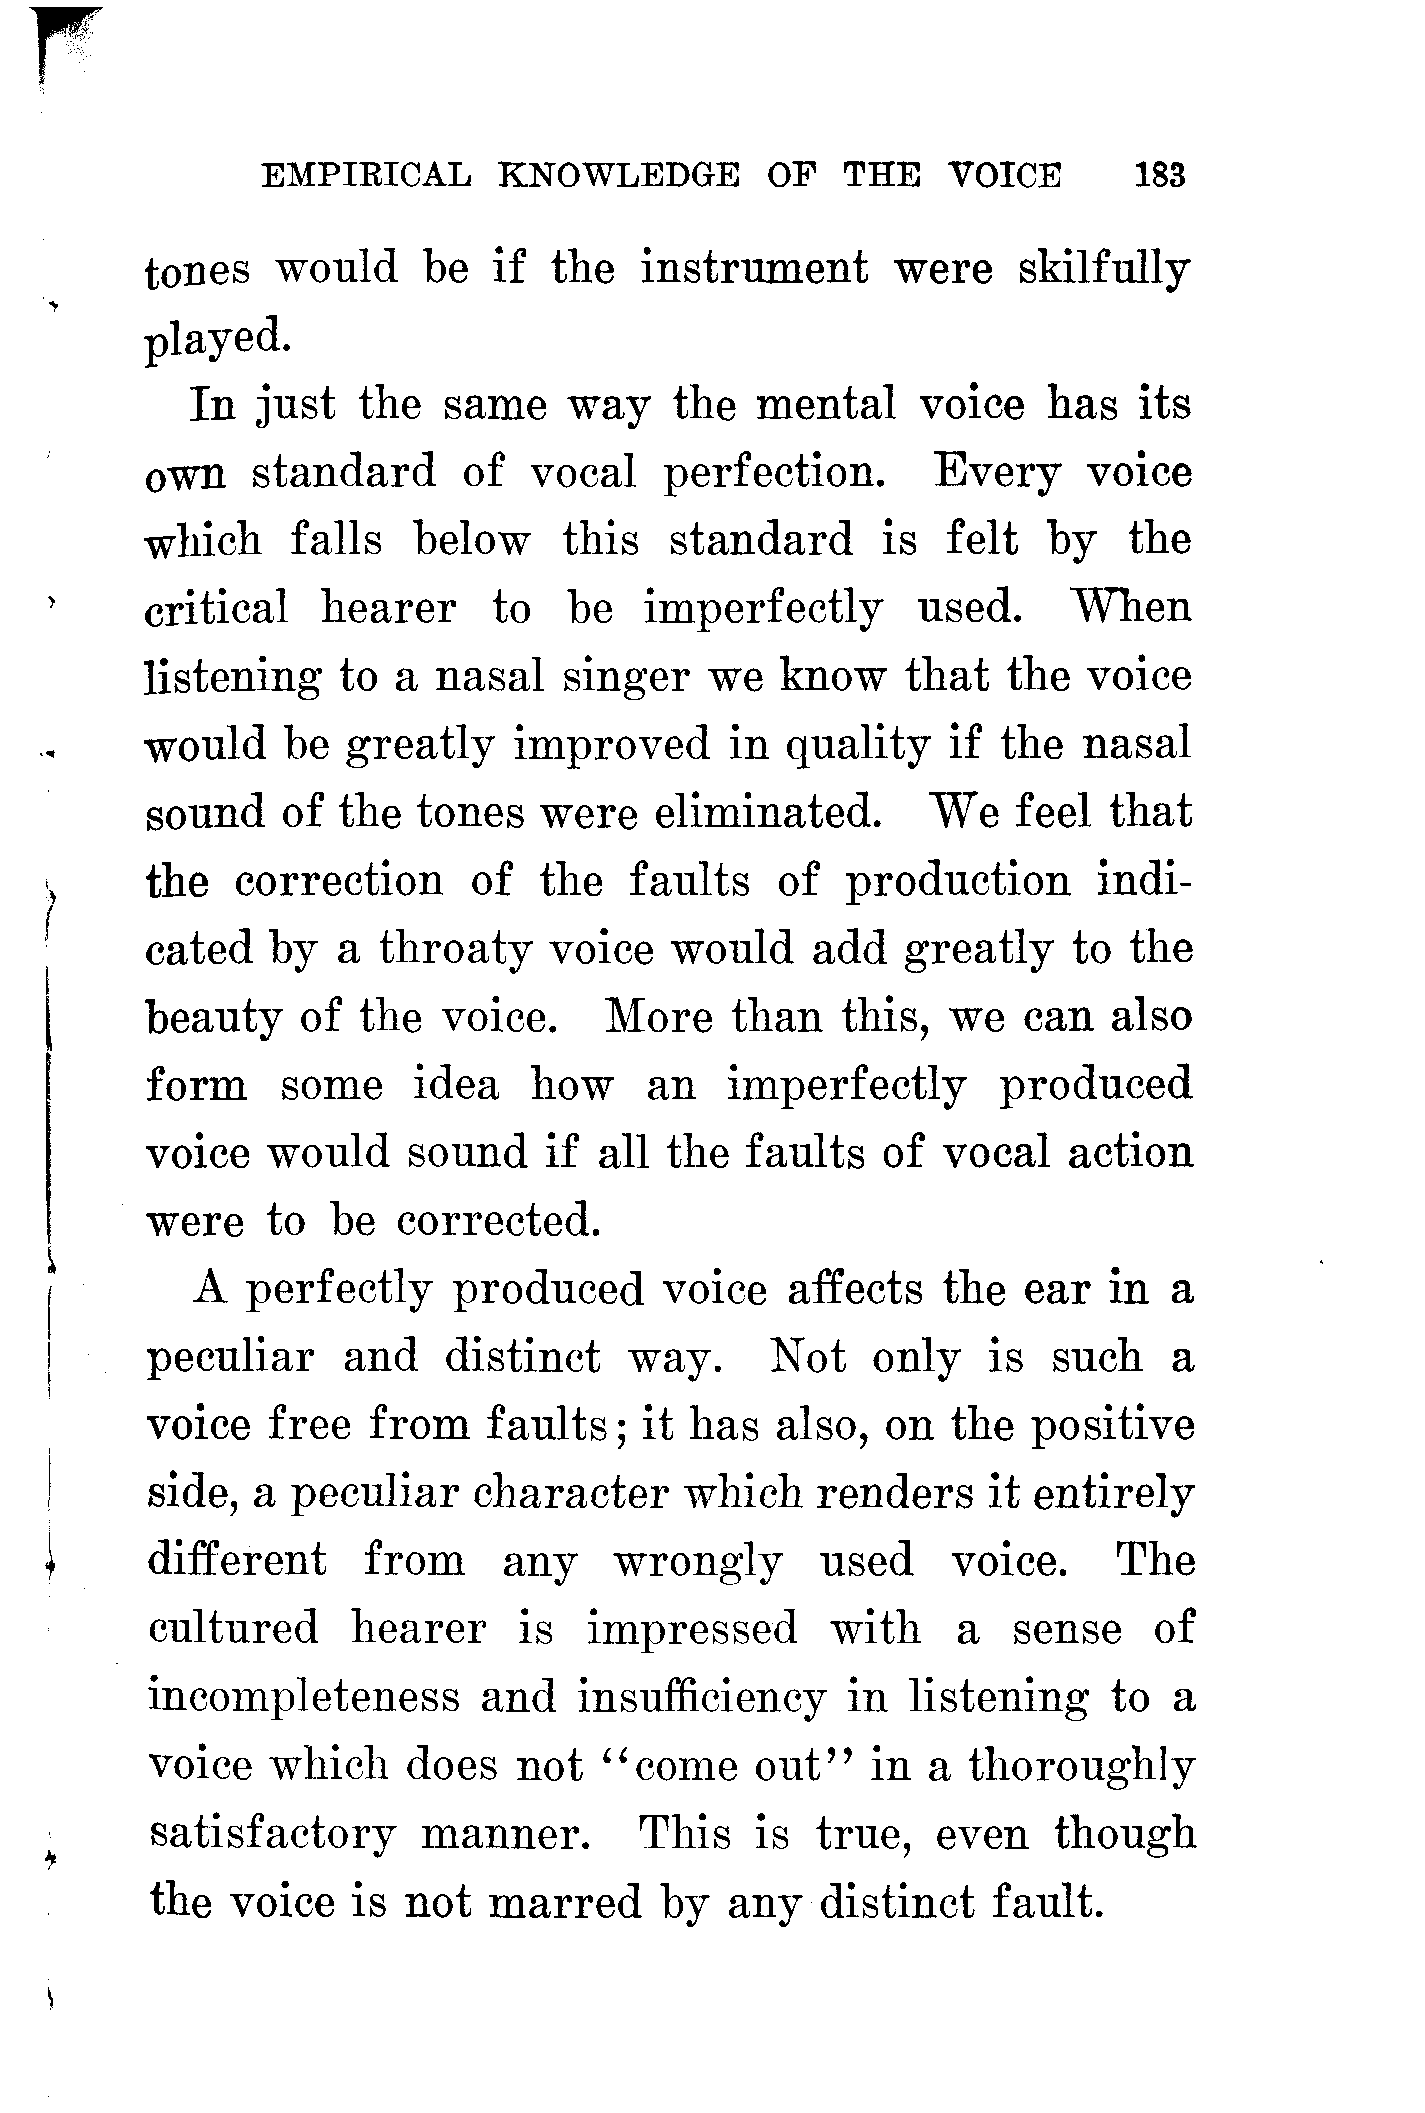 EMPIRICAL KNOWLEDGE OF THE VOICE 183
tones would be if the instrument were skilfully
played.
In just the same way the mental voice has its
own standard of vocal perfection. Every voice
which falls below this standard is felt by the
critical hearer to be imperfectly used. When
listening to a nasal singer we know that the voice
would be greatly improved in quality if the nasal
sound of the tones were eliminated. We feel that
the correction of the faults of production indi-
cated by a throaty voice would add greatly to the
beauty of the voice. More than this, we can also
form some idea how an imperfectly produced
voice would sound if all the faults of vocal action
were to be corrected.
A perfectly produced voice affects the ear in a
peculiar and distinct way. Not only is such a
voice free from faults; it has also, on the positive
side, a peculiar character which renders it entirely
different from any wrongly used voice. The
cultured hearer is impressed with a sense of
incompleteness and insufficiency in listening to a
voice which does not "come out" in a thoroughly
satisfactory manner. This is true, even though
the voice is not marred by any distinct fault.